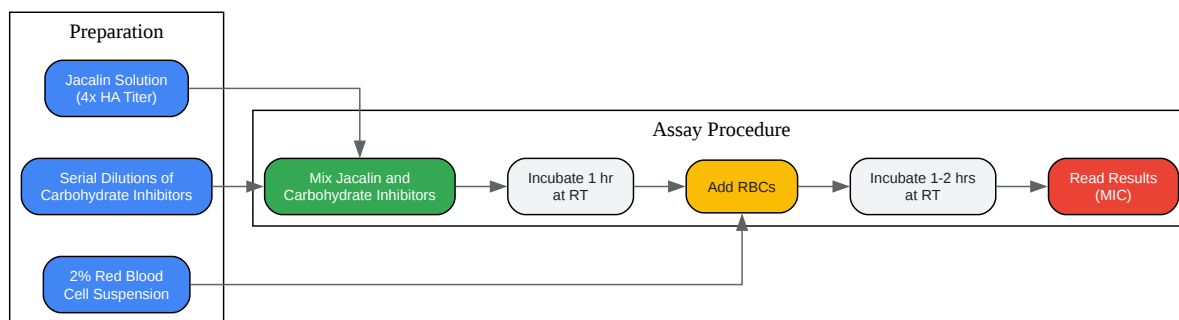 Preparation
Jacalin Solution
(4x HA Titer)
Serial Dilutions of
Carbohydrate Inhibitors
2% Red Blood
Cell Suspension
Assay Procedure
Mix Jacalin and
Carbohydrate Inhibitors
Incubate 1 hr
at RT
Add RBCs
Incubate 1-2 hrs
at RT
Read Results
(MIC)